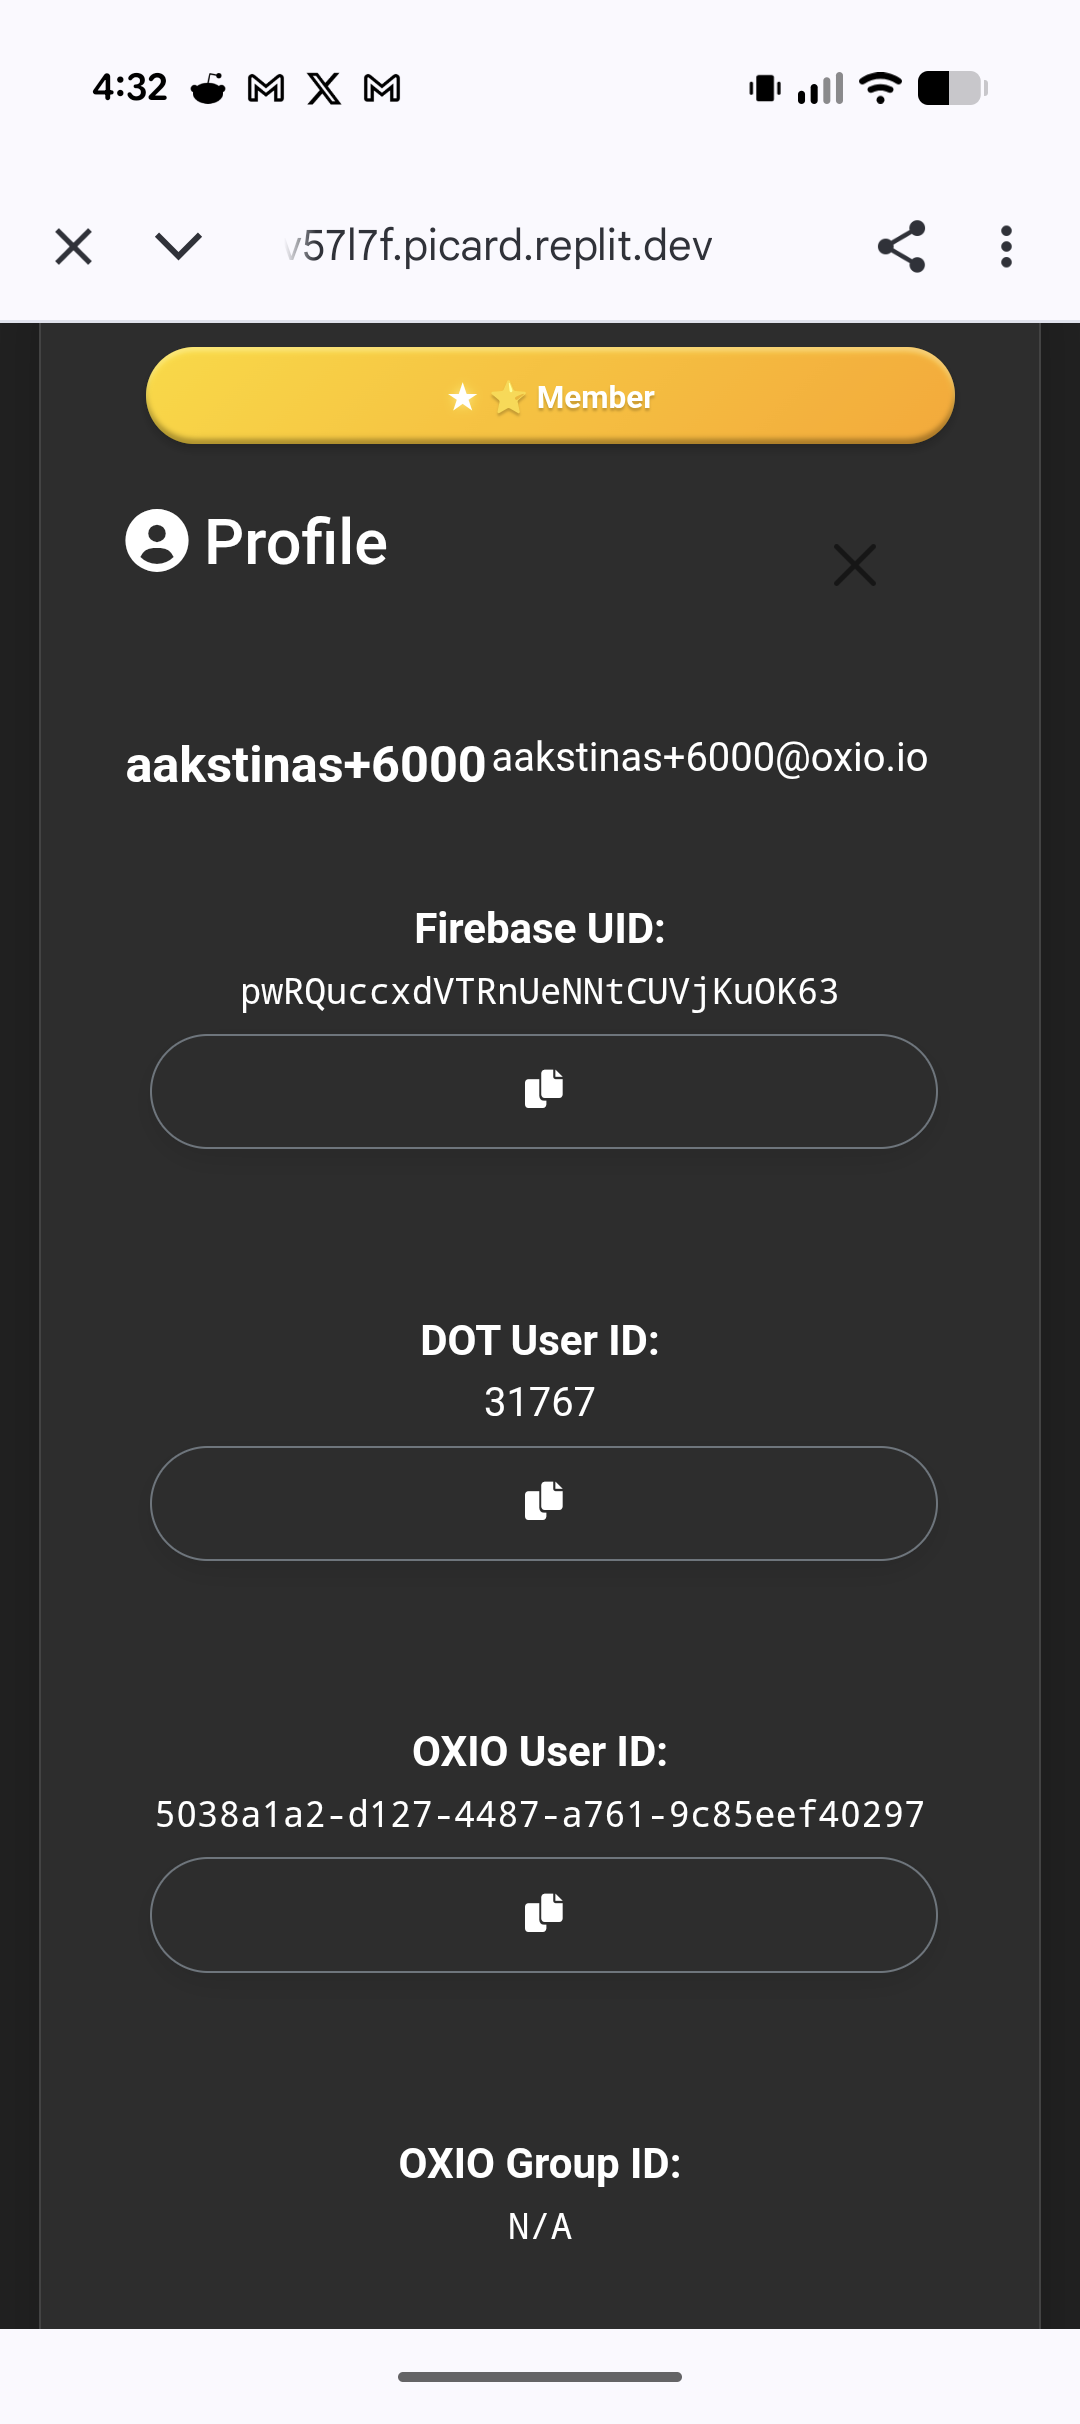 4:32
v57l7f.picard.replit.dev
★ ⭐ Member
Profile
aakstinas+6000 aakstinas+6000@oxio.io
Firebase UID:
pwRQuccxdVTRnUeNNtCUVjKuOK63
DOT User ID:
31767
OXIO User ID:
5038a1a2-d127-4487-a761-9c85eef40297
OXIO Group ID:
N/A